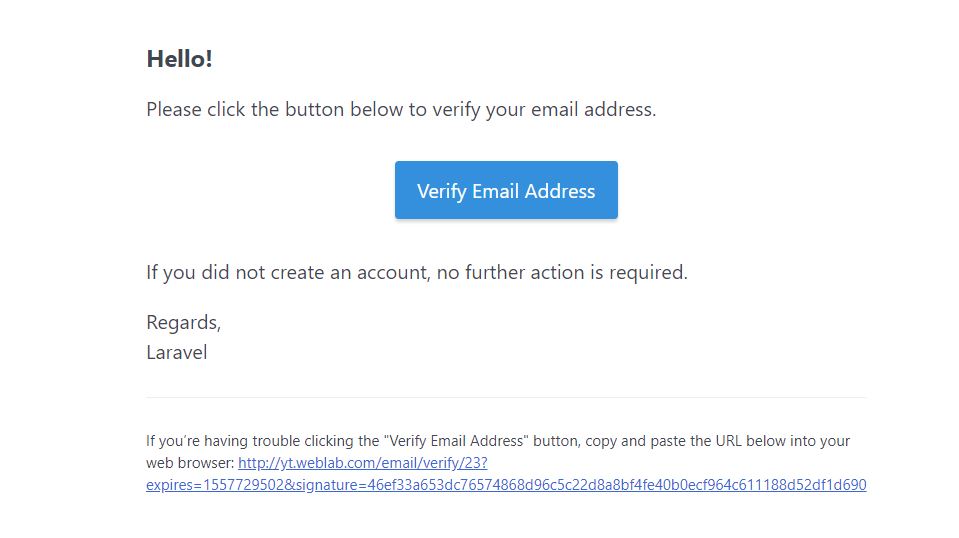 Hello!
Please click the button below to verify your email address.
Verify Email Address
If you did not create an account, no further action is required.
Regards,
Laravel
If you’re having trouble clicking the "Verify Email Address" button, copy and paste the URL below into your
web browser: http://yt.weblab.com/email/verify/23?
expires=1557729502&signature=46ef33a653dc76574868d96c5c22d8a8bf4fe40b0ecf964c611188d52df1d690